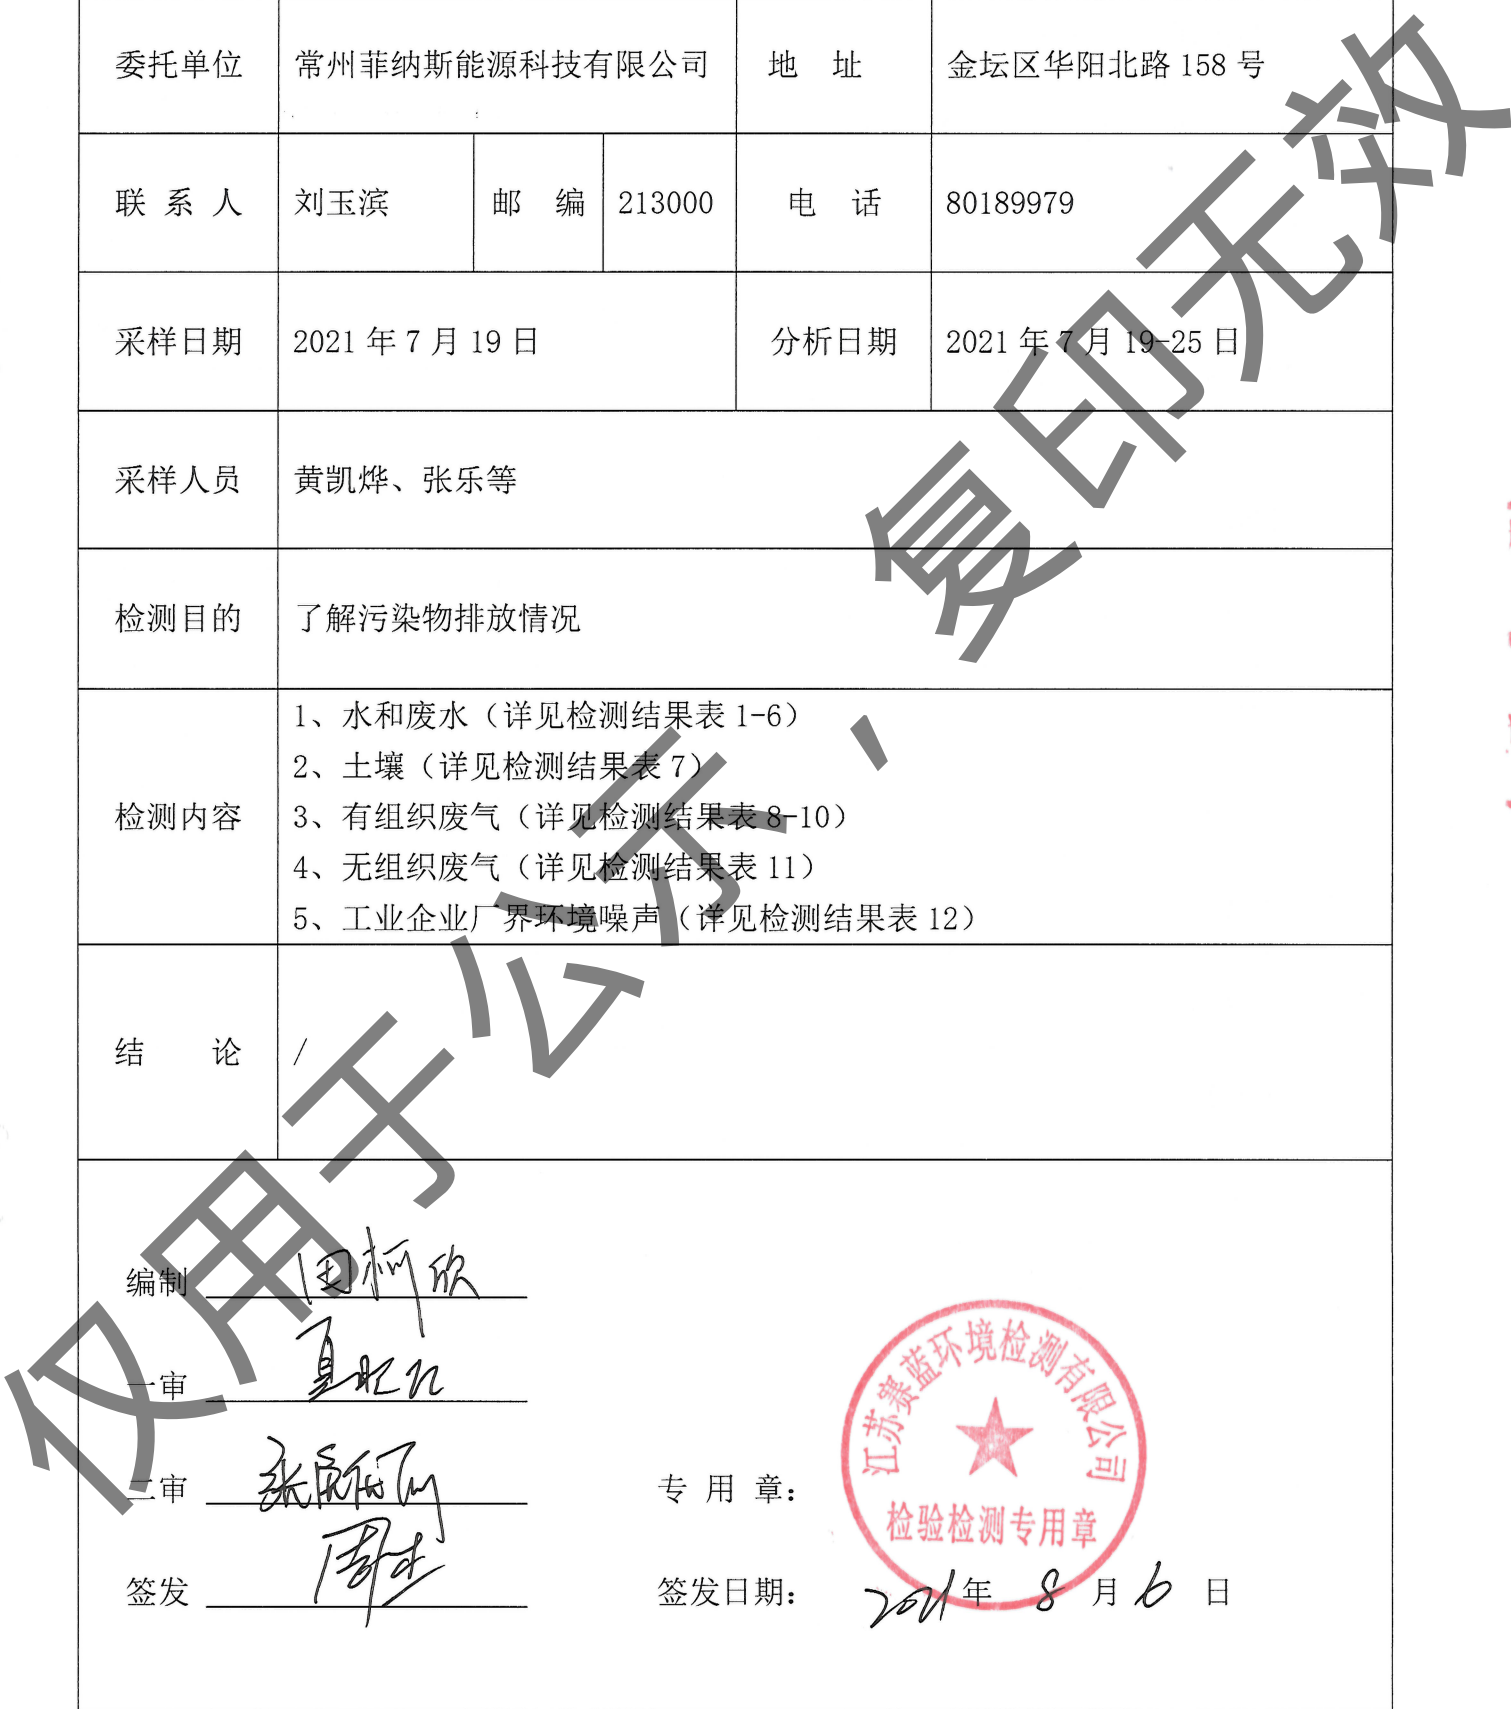 委托单位 常州菲纳斯能源科技有限公司 地 址 金坛区华阳北路 158 号
联 系 人 刘玉滨 邮 编 213000 电 话 80189979
采样日期 2021 年 7 月 19 日 分析日期 2021 年 7 月 19-25 日
采样人员 黄凯烨、张乐等
检测目的 了解污染物排放情况
检测内容
1、水和废水（详见检测结果表 1-6）
2、土壤（详见检测结果表 7）
3、有组织废气（详见检测结果表 8-10）
4、无组织废气（详见检测结果表 11）
5、工业企业厂界环境噪声（详见检测结果表 12）
结 论 /
编制 田柯欣
一审
二审
专 用 章：
签发
签发日期： 2021 年 8 月 6 日
江苏赛蓝环境检测有限公司
检验检测专用章
仅用于公示，复印无效